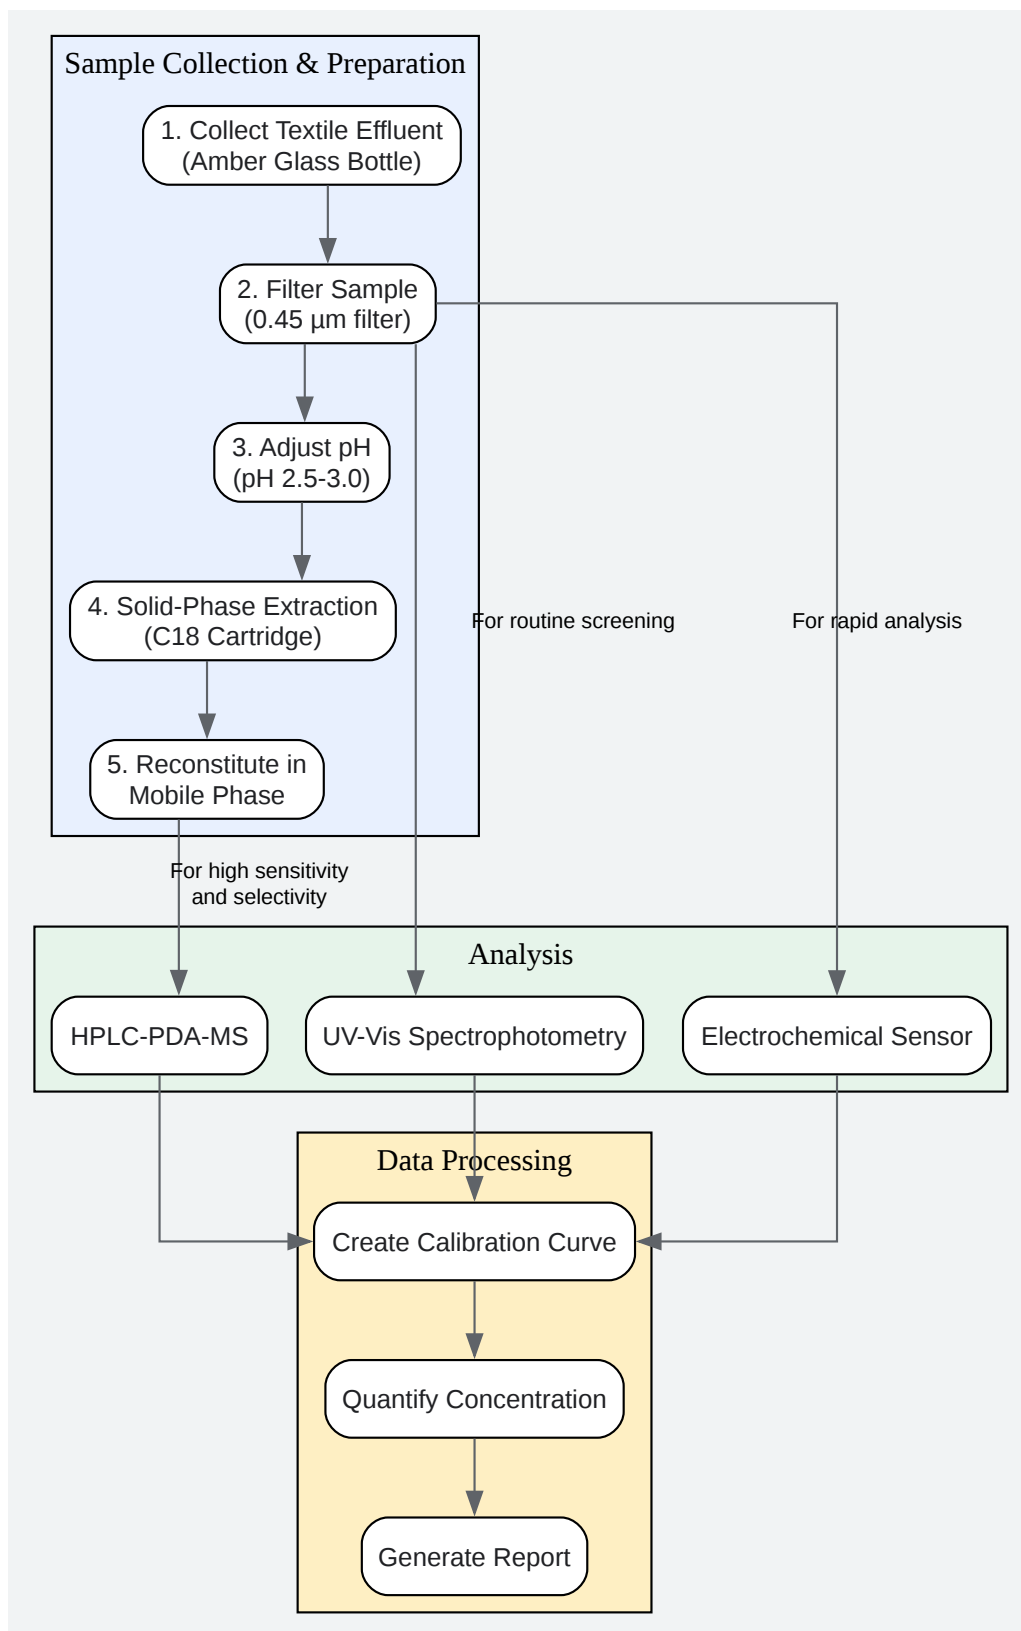 Sample Collection & Preparation
1. Collect Textile Effluent
(Amber Glass Bottle)
2. Filter Sample
(0.45 µm filter)
3. Adjust pH
(pH 2.5-3.0)
4. Solid-Phase Extraction
(C18 Cartridge)
For routine screening
For rapid analysis
5. Reconstitute in
Mobile Phase
For high sensitivity
and selectivity
Analysis
HPLC-PDA-MS
UV-Vis Spectrophotometry
Electrochemical Sensor
Data Processing
Create Calibration Curve
Quantify Concentration
Generate Report